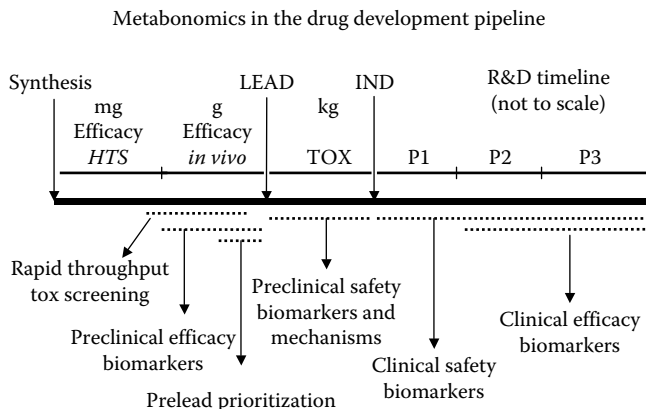 Metabonomics in the drug development pipeline
R&D timeline
(not to scale)
Synthesis
LEAD
IND
mg
Efficacy
HTS
g
Efficacy
in vivo
kg
TOX
P1
P2
P3
Rapid throughput
tox screening
Preclinical efficacy
biomarkers
Prelead prioritization
Preclinical safety
biomarkers and
mechanisms
Clinical safety
biomarkers
Clinical efficacy
biomarkers